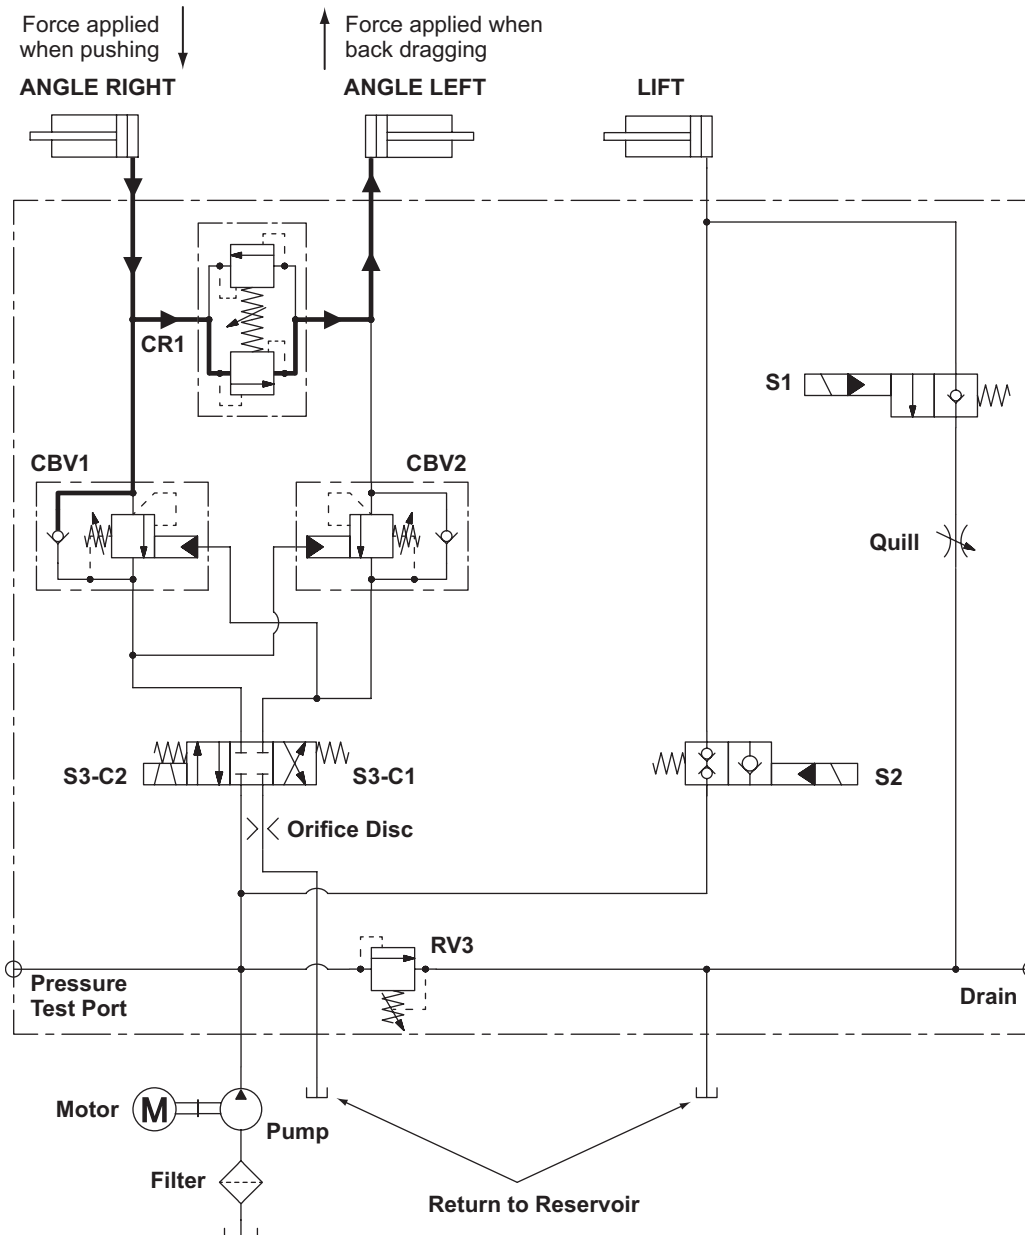 Force applied
when pushing
Force applied when
back dragging
ANGLE RIGHT
ANGLE LEFT
LIFT
CR1
S1
CBV1
CBV2
Quill
S3-C2
S3-C1
S2
Orifice Disc
RV3
Pressure
Test Port
Drain
Motor
M
Pump
Filter
Return to Reservoir